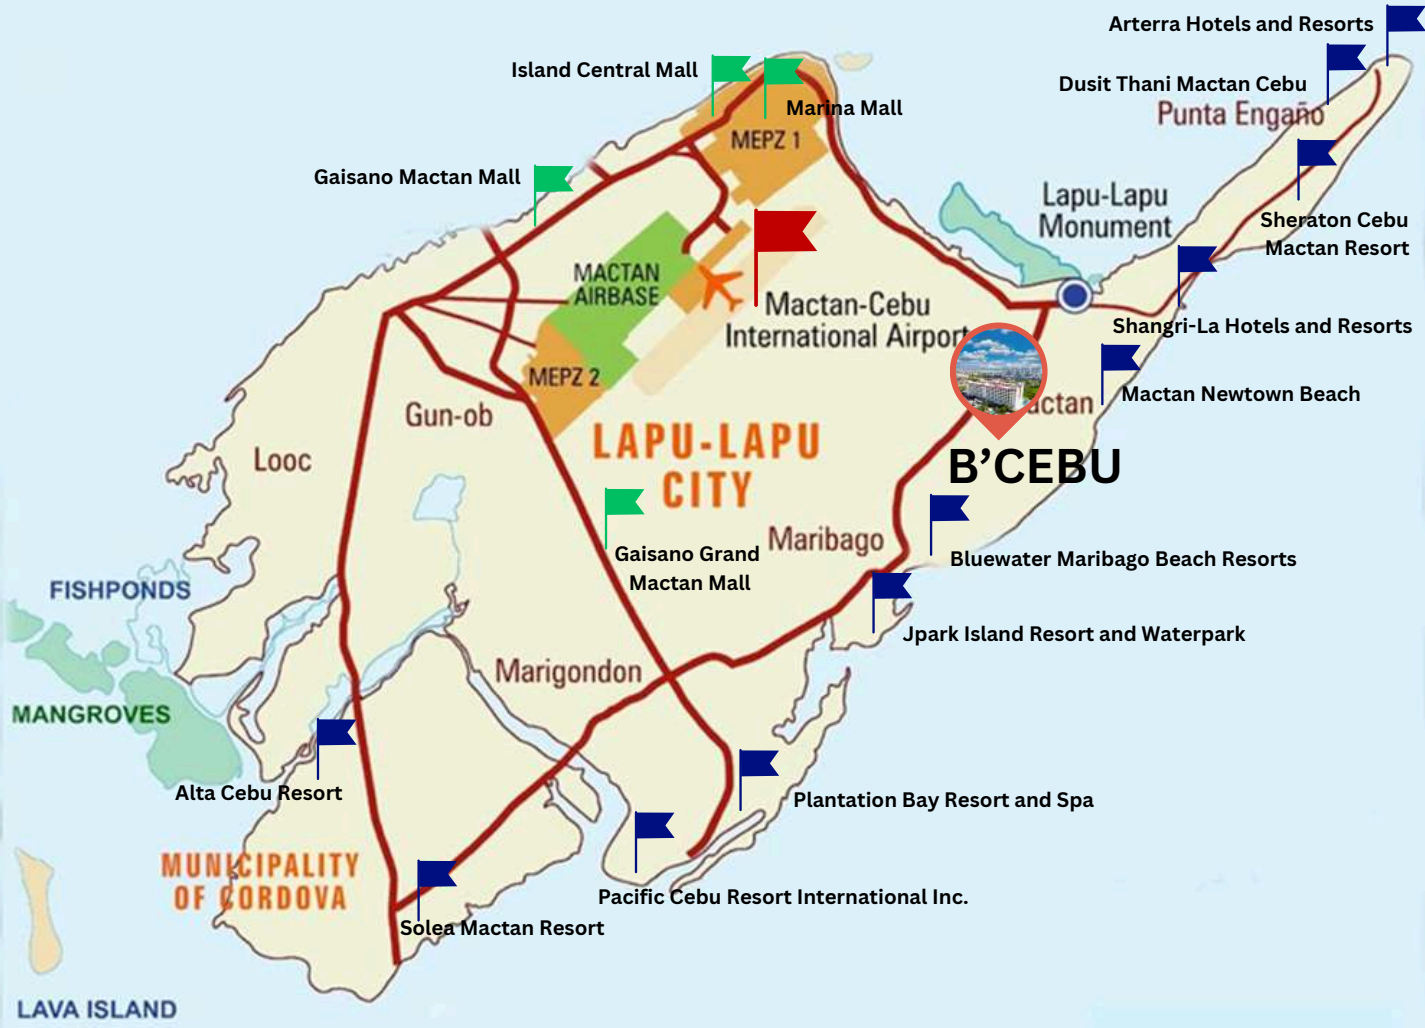 Arterra Hotels and Resorts
Island Central Mall
Dusit Thani Mactan Cebu
Marina Mall
Punta Engaño
MEPZ 1
Gaisano Mactan Mall
Lapu-Lapu
Monument
Sheraton Cebu
Mactan Resort
MACTAN
AIRBASE
Mactan-Cebu
International Airport
Shangri-La Hotels and Resorts
MEPZ 2
Mactan Newtown Beach
actan
Gun-ob
LAPU-LAPU
CITY
Looc
B'CEBU
Maribago
Gaisano Grand
Mactan Mall
Bluewater Maribago Beach Resorts
FISHPONDS
Jpark Island Resort and Waterpark
Marigondon
MANGROVES
Alta Cebu Resort
Plantation Bay Resort and Spa
MUNICIPALITY
OF CORDOVA
Pacific Cebu Resort International Inc.
Solea Mactan Resort
LAVA ISLAND